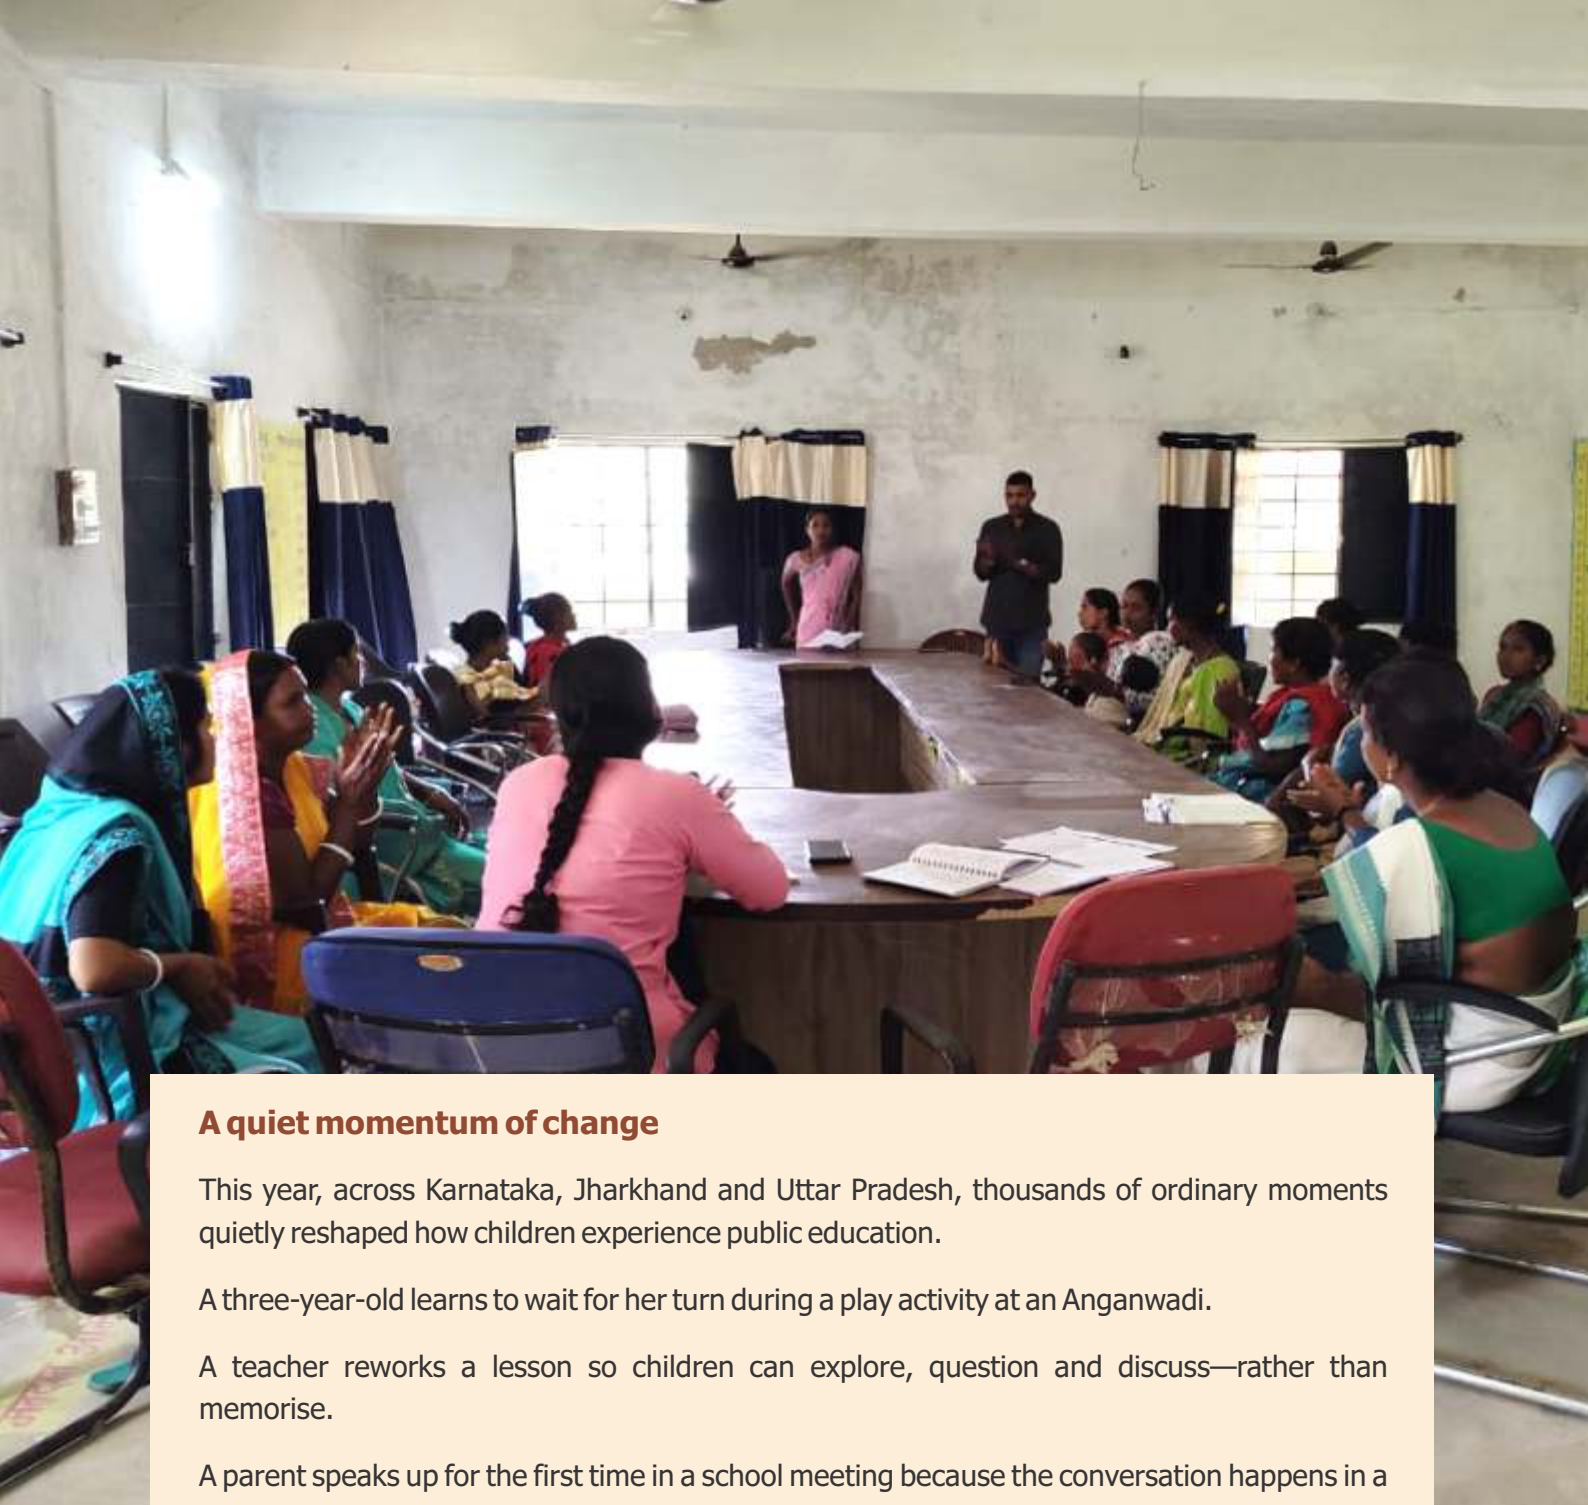 A quiet momentum of change
This year, across Karnataka, Jharkhand and Uttar Pradesh, thousands of ordinary moments
quietly reshaped how children experience public education.
A three-year-old learns to wait for her turn during a play activity at an Anganwadi.
A teacher reworks a lesson so children can explore, question and discuss—rather than
memorise.
A parent speaks up for the first time in a school meeting because the conversation happens in a